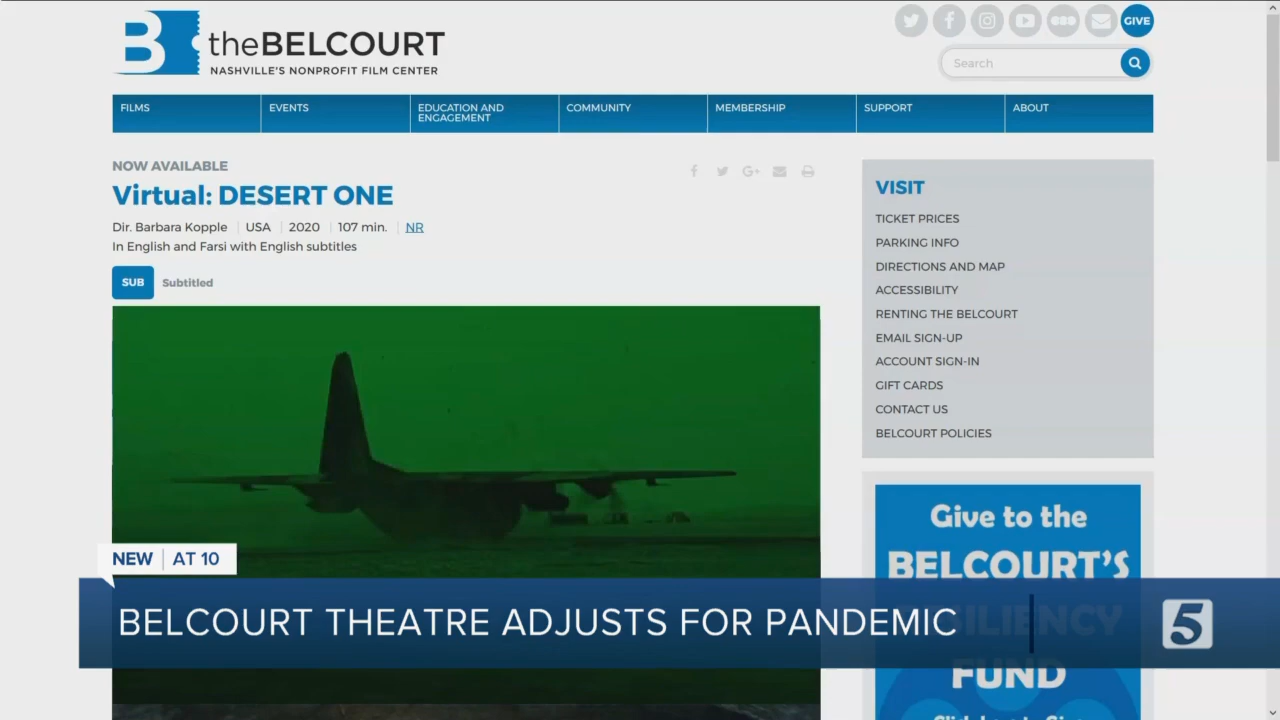 B
theBELCOURT
NASHVILLE'S NONPROFIT FILM CENTER
GIVE
Search
FILMS
EVENTS
EDUCATION AND
ENGAGEMENT
COMMUNITY
MEMBERSHIP
SUPPORT
ABOUT
NOW AVAILABLE
Virtual: DESERT ONE
Dir. Barbara Kopple | USA | 2020 | 107 min. | NR
In English and Farsi with English subtitles
SUB Subtitled
VISIT
TICKET PRICES
PARKING INFO
DIRECTIONS AND MAP
ACCESSIBILITY
RENTING THE BELCOURT
EMAIL SIGN-UP
ACCOUNT SIGN-IN
GIFT CARDS
CONTACT US
BELCOURT POLICIES
Give to the
BELCOURT'S
FUND
NEW | AT 10
BELCOURT THEATRE ADJUSTS FOR PANDEMIC
5